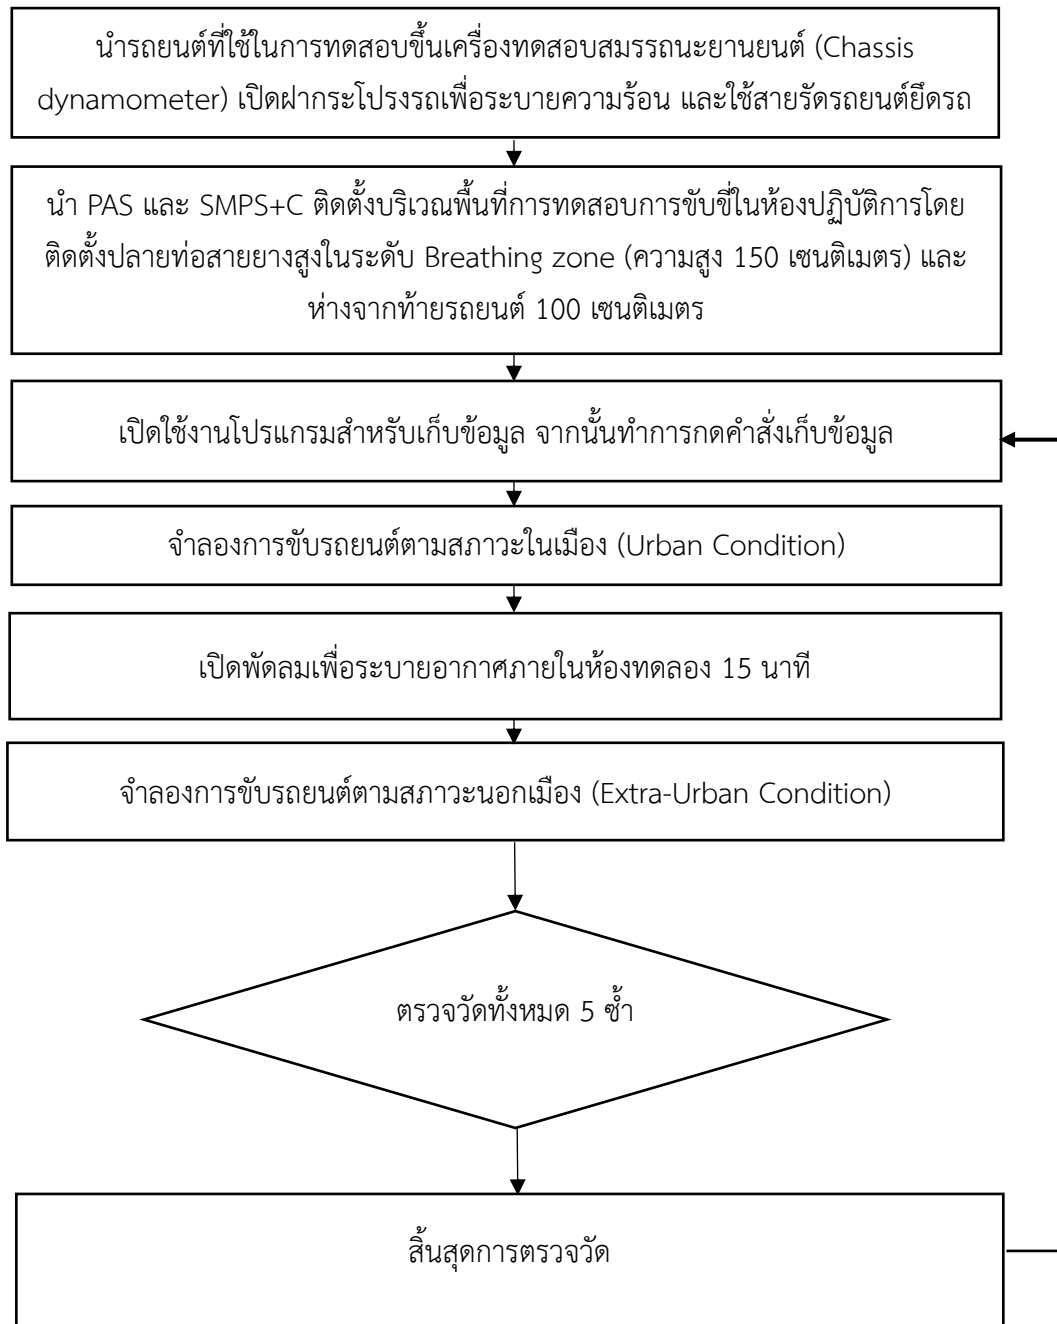 นำรถยนต์ที่ใช้ในการทดสอบขึ้นเครื่องทดสอบสมรรถนะยานยนต์ (Chassis
dynamometer) เปิดฝากระโปรงรถเพื่อระบายความร้อน และใช้สายรัดรถยนต์ยึดรถ
นำ PAS และ SMPS+C ติดตั้งบริเวณพื้นที่การทดสอบการขับขี่ในห้องปฏิบัติการโดย
ติดตั้งปลายท่อสายยางสูงในระดับ Breathing zone (ความสูง 150 เซนติเมตร) และ
ห่างจากท้ายรถยนต์ 100 เซนติเมตร
เปิดใช้งานโปรแกรมสำหรับเก็บข้อมูล จากนั้นทำการกดคำสั่งเก็บข้อมูล
จำลองการขับรถยนต์ตามสภาวะในเมือง (Urban Condition)
เปิดพัดลมเพื่อระบายอากาศภายในห้องทดลอง 15 นาที
จำลองการขับรถยนต์ตามสภาวะนอกเมือง (Extra-Urban Condition)
ตรวจวัดทั้งหมด 5 ซ้ำ
สิ้นสุดการตรวจวัด